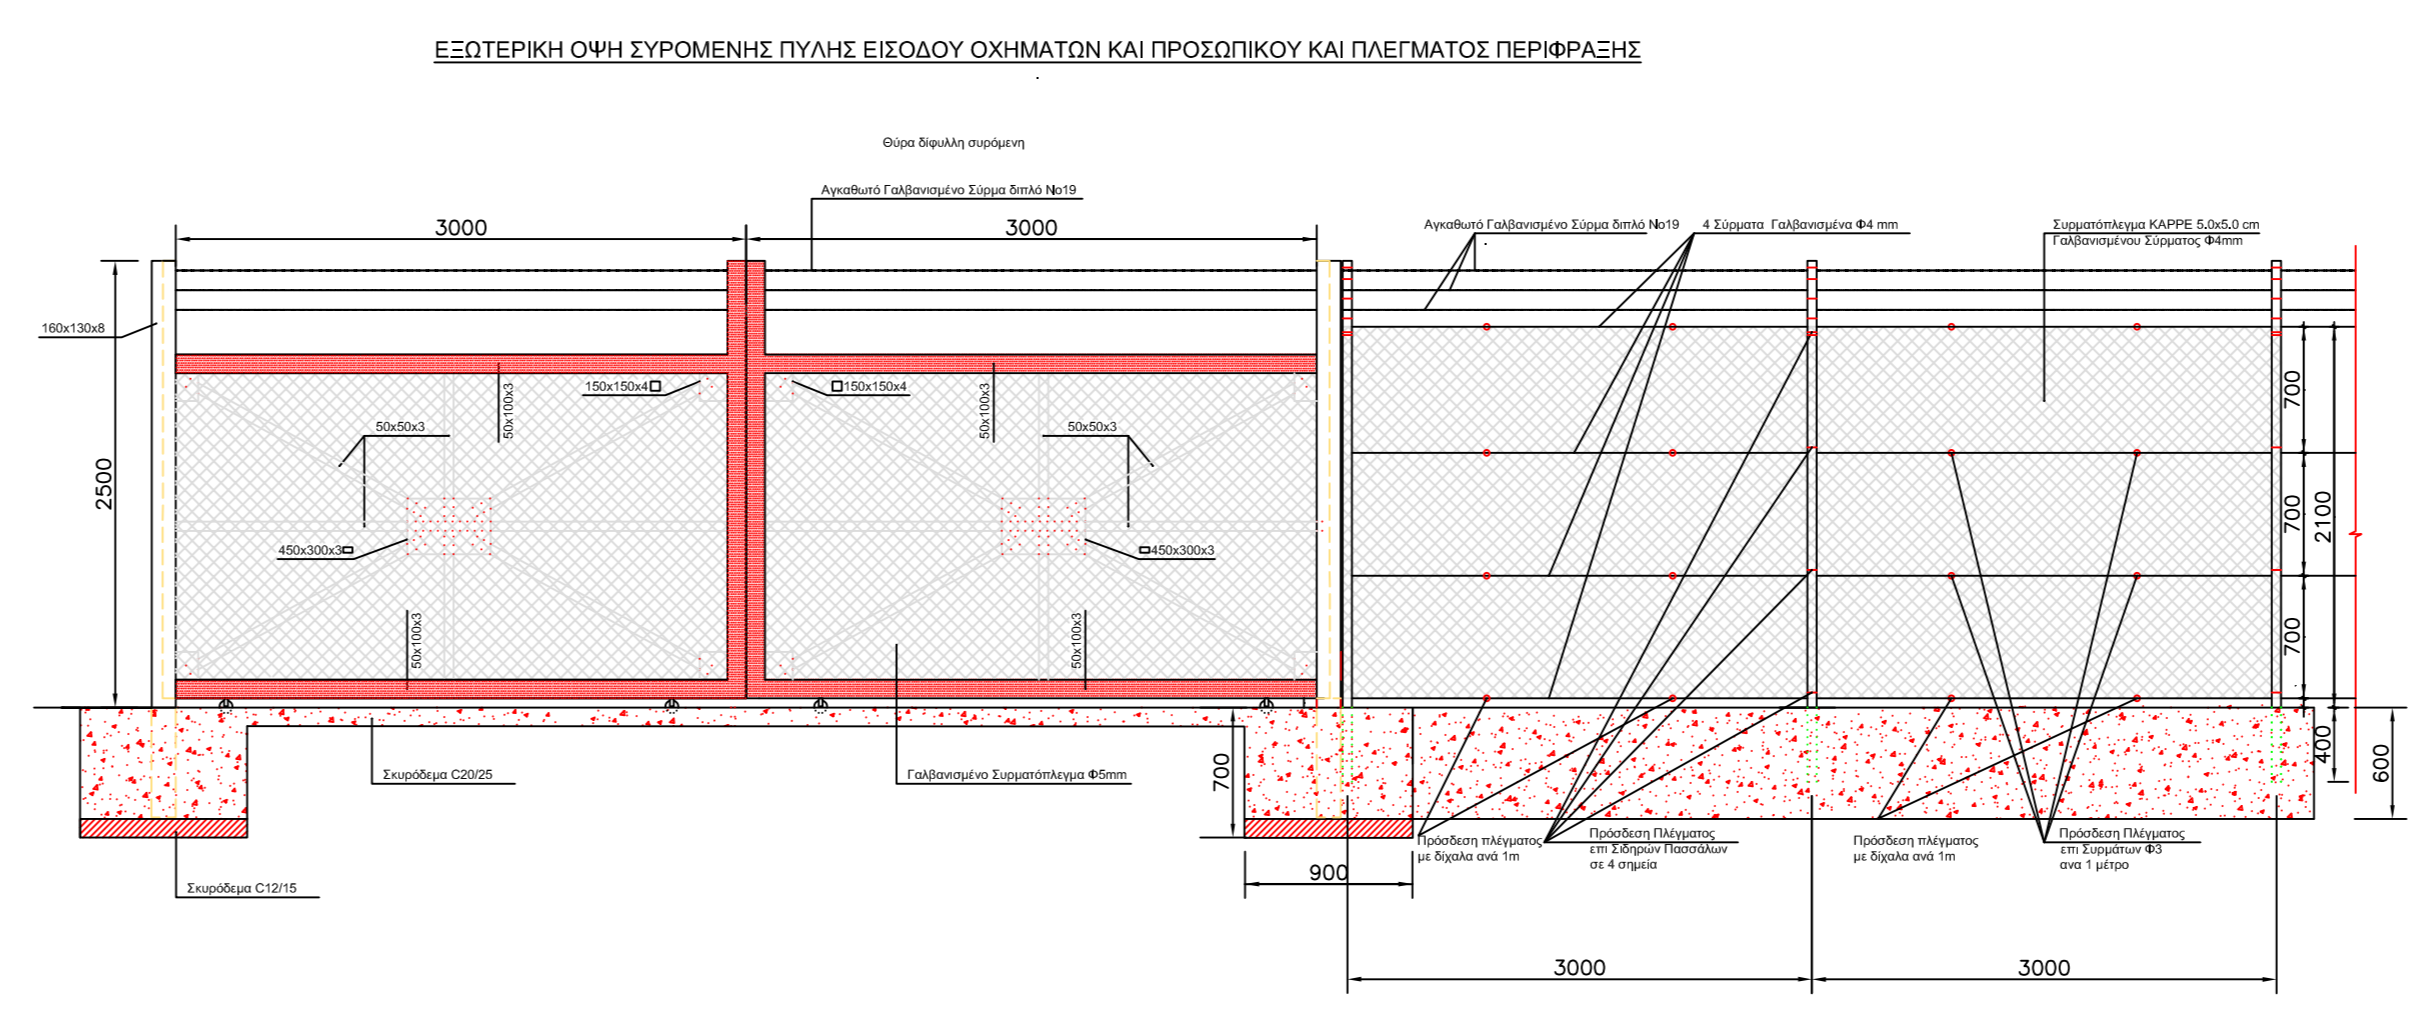 ΕΞΩΤΕΡΙΚΗ ΟΨΗ ΣΥΡΟΜΕΝΗΣ ΠΥΛΗΣ ΕΙΣΟΔΟΥ ΟΧΗΜΑΤΩΝ ΚΑΙ ΠΡΟΣΩΠΙΚΟΥ ΚΑΙ ΠΛΕΓΜΑΤΟΣ ΠΕΡΙΦΡΑΞΗΣ
Θύρα δίφυλλη συρόμενη
Αγκαθωτό Γαλβανισμένο Σύρμα διπλό Νο19
3000
3000
Αγκαθωτό Γαλβανισμένο Σύρμα διπλό Νο19
4 Σύρματα Γαλβανισμένα Φ4 mm
Συρματόπλεγμα KAPPE 5.0x5.0 cm
Γαλβανισμένου Σύρματος Φ4mm
160x130x8
2500
150x150x4
150x150x4
50x100x3
50x100x3
50x50x3
50x50x3
450x300x3
450x300x3
50x100x3
50x100x3
700
700
700
2100
400
600
700
900
Σκυρόδεμα C20/25
Γαλβανισμένο Συρματόπλεγμα Φ5mm
Σκυρόδεμα C12/15
Πρόσδεση πλέγματος
με δίχαλα ανά 1m
Πρόσδεση Πλέγματος
επι Σιδηρών Πασσάλων
σε 4 σημεία
Πρόσδεση πλέγματος
με δίχαλα ανά 1m
Πρόσδεση Πλέγματος
επι Συρμάτων Φ3
ανα 1 μέτρο
3000
3000